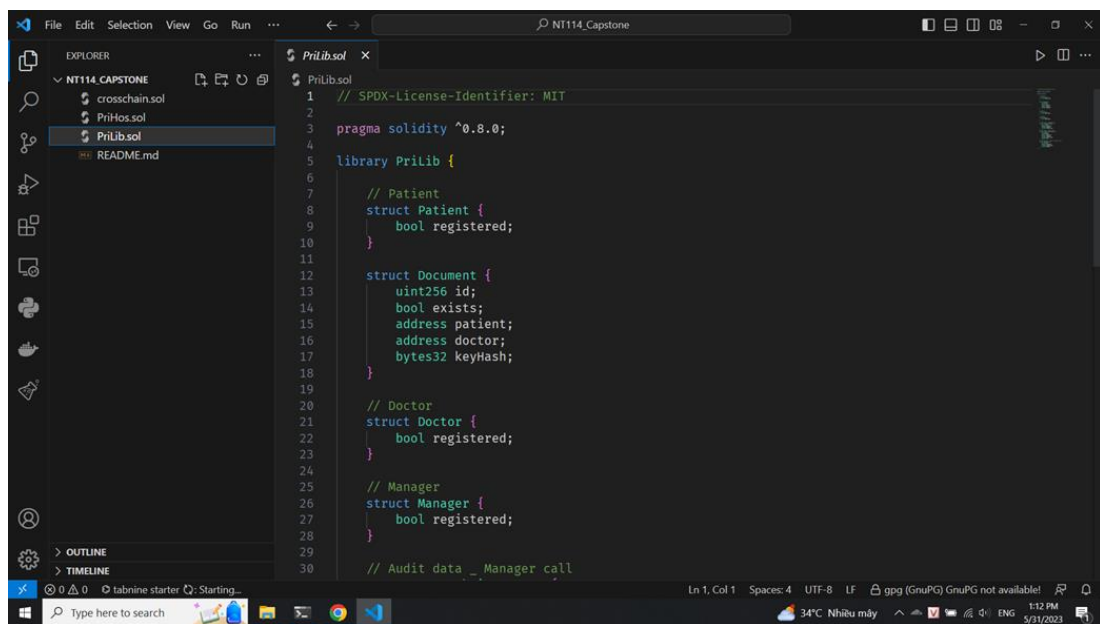 File Edit Selection View Go Run ···
NT114_Capstone
EXPLORER
PriLib.sol
NT114_CAPSTONE
crosschain.sol
PriHos.sol
PriLib.sol
README.md
PriLib.sol
1 // SPDX-License-Identifier: MIT
2
3 pragma solidity ^0.8.0;
4
5 library PriLib {
6
7 // Patient
8 struct Patient {
9 bool registered;
10 }
11
12 struct Document {
13 uint256 id;
14 bool exists;
15 address patient;
16 address doctor;
17 bytes32 keyHash;
18 }
19
20 // Doctor
21 struct Doctor {
22 bool registered;
23 }
24
25 // Manager
26 struct Manager {
27 bool registered;
28 }
29
30 // Audit data _ Manager call
OUTLINE
TIMELINE
0 0 tabnine starter Starting... Ln 1, Col 1 Spaces: 4 UTF-8 LF gpg (GnuPG) GnuPG not available!
Type here to search 34°C Nhiều mây ENG 1:12 PM
5/31/2023